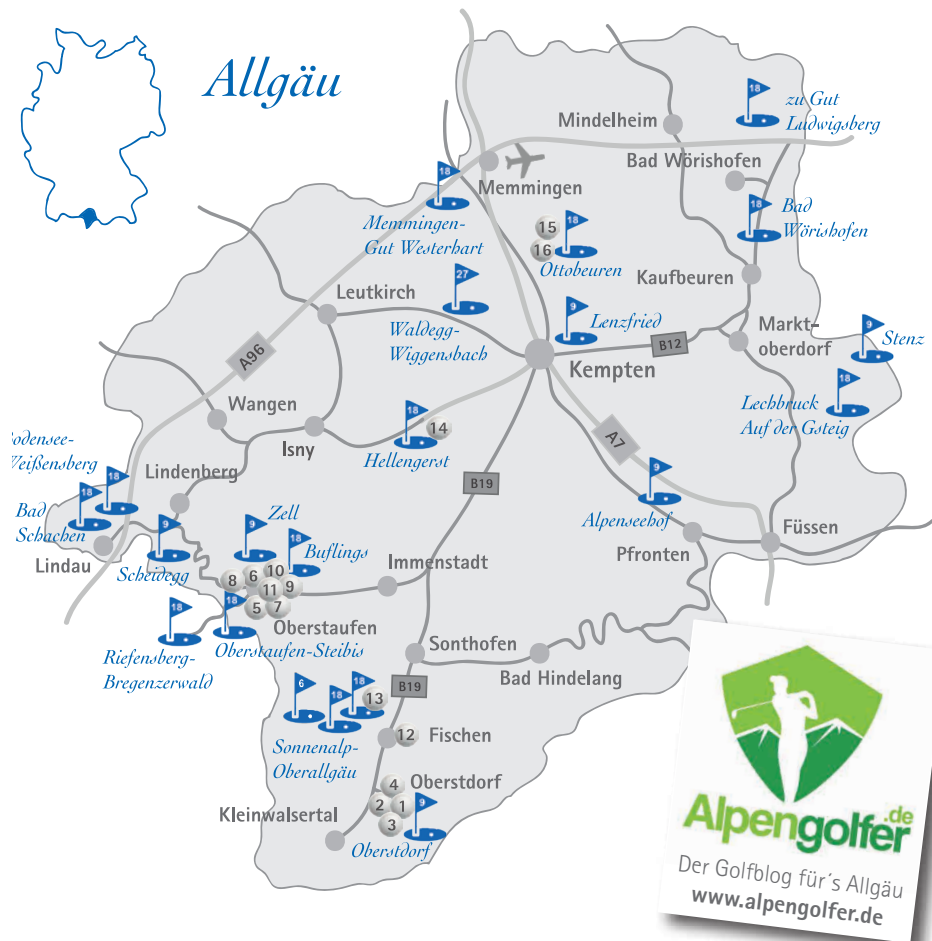 Allgäu
18
zu Gut
Ludwigsberg
Mindelheim
Bad Wörishofen
Memmingen
18
Memmingen-
Gut Westerhart
18
Bad
Wörishofen
15
16
18
Ottobeuren
Kaufbeuren
27
Leutkirch
Waldegg-
Wiggensbach
9
Lenzfried
B12
Markt-
oberdorf
9
Stenz
A96
Kempten
18
Lechbruck
Auf der Gsteig
Wangen
Isny
18
14
Hellengerst
A7
odensee-
Weißensberg
18
18
Bad
Schachen
Lindenberg
B19
9
Alpenseehof
Lindau
9
Scheidegg
9
Zell
18
Buflings
Pfronten
Füssen
8
6
10
11
9
5
7
Immenstadt
18
Riefensberg-
Bregenzerwald
18
Oberstaufen
Oberstaufen-Steibis
Sonthofen
Bad Hindelang
B19
6
18
18
13
Sonnenalp-
Oberallgäu
12
Fischen
4
Oberstdorf
2
1
3
9
Oberstdorf
Kleinwalsertal
Alpengolfer.de
Der Golfblog für´s Allgäu
www.alpengolfer.de